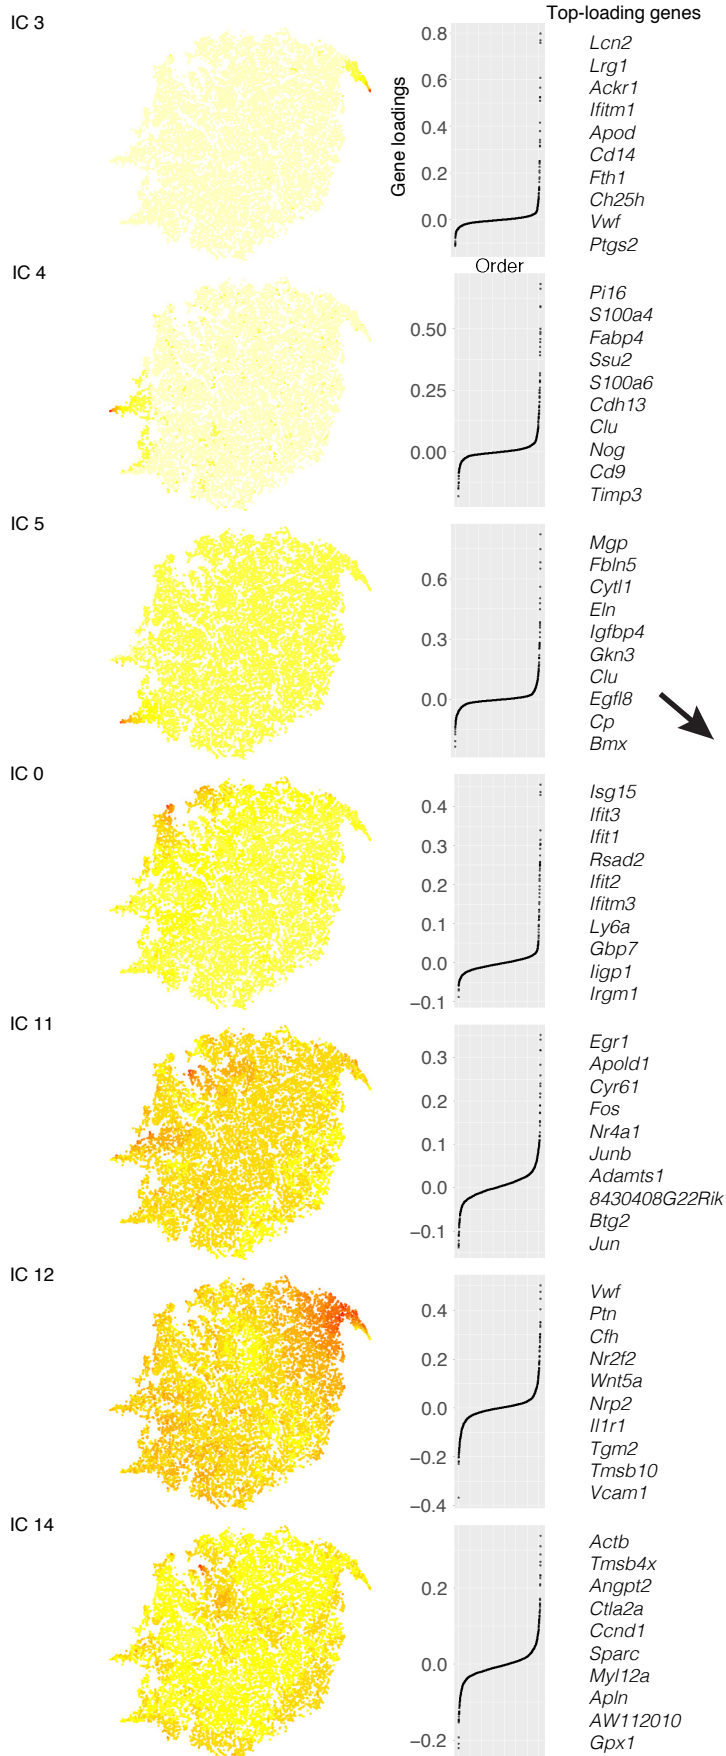 Top-loading genes
IC 3
Gene loadings
0.8
0.6
0.4
0.2
0.0
Order
Lcn2
Lrg1
Ackr1
Ifitm1
Apod
Cd14
Fth1
Ch25h
Vwf
Ptgs2
IC 4
0.50
0.25
0.00
Pi16
S100a4
Fabp4
Ssu2
S100a6
Cdh13
Clu
Nog
Cd9
Timp3
IC 5
0.6
0.3
0.0
Mgp
Fbln5
Cytl1
Eln
Igfbp4
Gkn3
Clu
Egfl8
Cp
Bmx
IC 0
0.4
0.3
0.2
0.1
0.0
−0.1
Isg15
Ifit3
Ifit1
Rsad2
Ifit2
Ifitm3
Ly6a
Gbp7
Iigp1
Irgm1
IC 11
0.3
0.2
0.1
0.0
−0.1
Egr1
Apold1
Cyr61
Fos
Nr4a1
Junb
Adamts1
8430408G22Rik
Btg2
Jun
IC 12
0.4
0.2
0.0
−0.2
−0.4
Vwf
Ptn
Cfh
Nr2f2
Wnt5a
Nrp2
Il1r1
Tgm2
Tmsb10
Vcam1
IC 14
0.2
0.0
−0.2
Actb
Tmsb4x
Angpt2
Ctla2a
Ccnd1
Sparc
Myl12a
Apln
AW112010
Gpx1